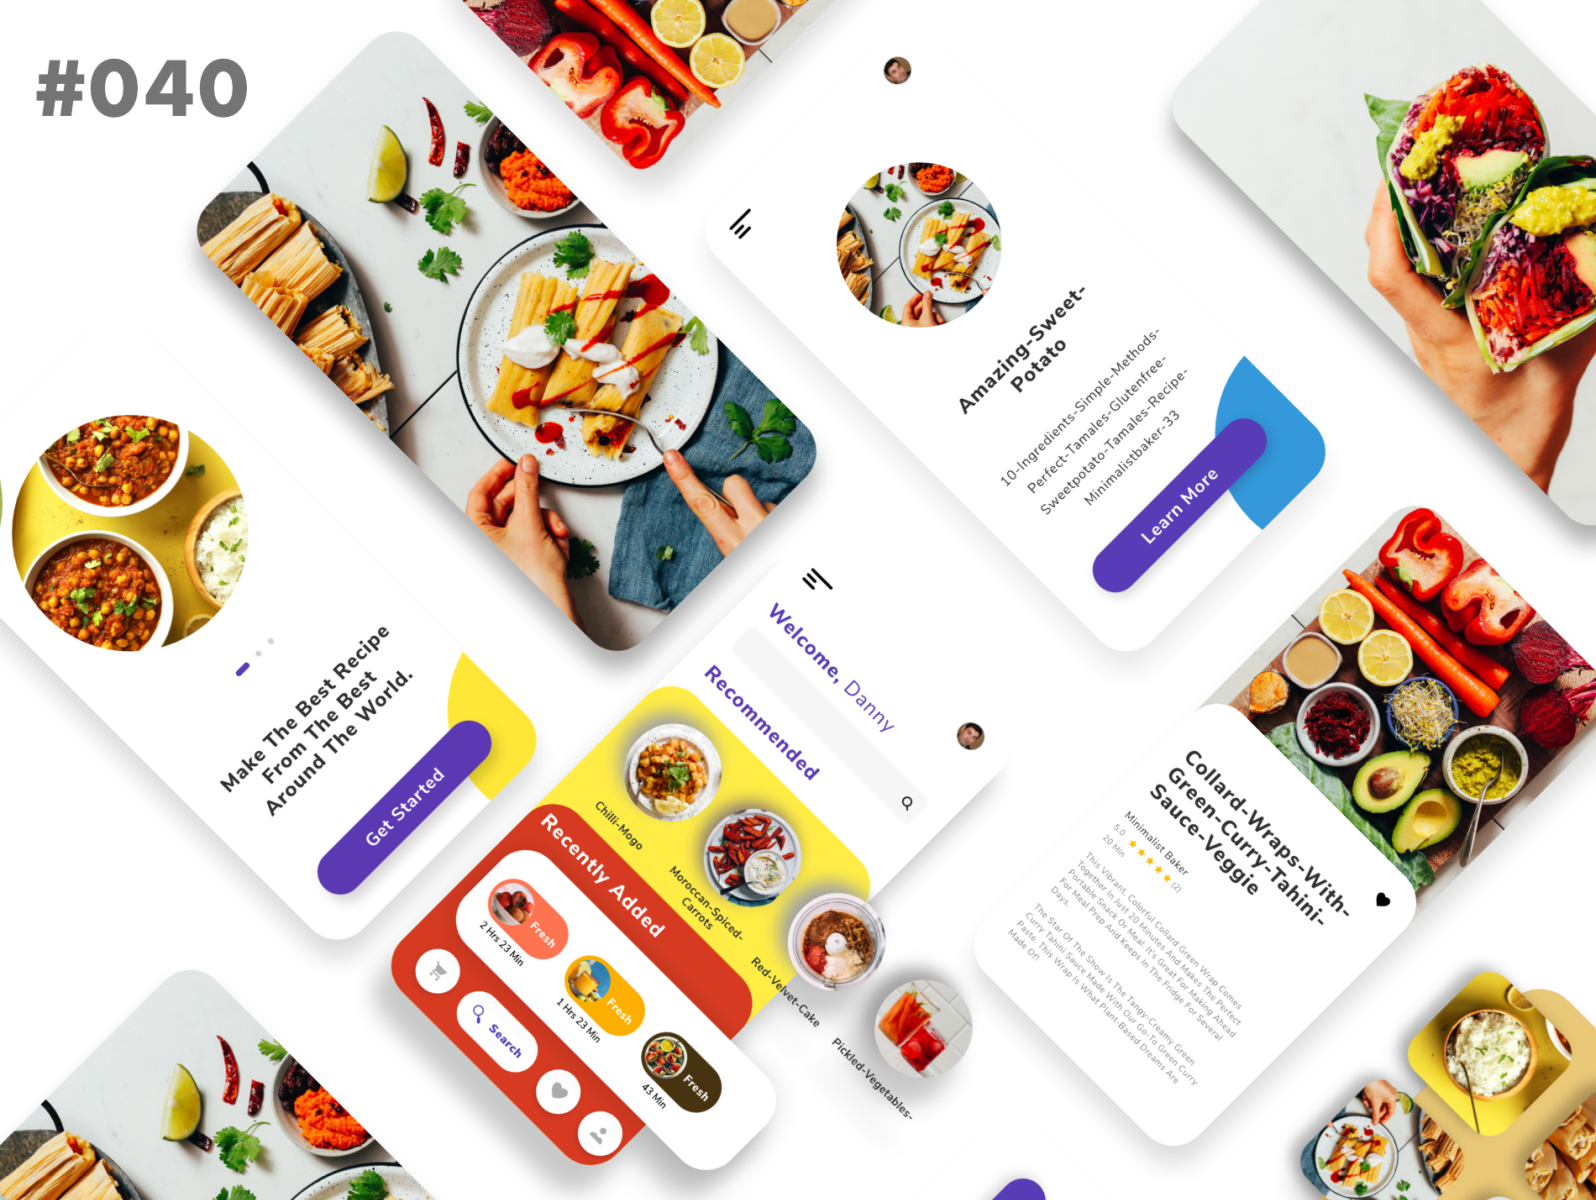 #040
Amazing-Sweet-
Potato
10-Ingredients-Simple-Methods-
Perfect-Tamales-Glutenfree-
Sweetpotato-Tamales-Recipe-
Minimalistbaker-33
Learn More
Make The Best Recipe
From The Best
Around The World.
Get Started
Welcome, Danny
Recommended
Chilli-Mogo
Moroccan-Spiced-
Carrots
Red-Velvet-Cake
Pickled-Vegetables-
Recently Added
Fresh
2 Hrs 23 Min
Fresh
1 Hrs 23 Min
Fresh
43 Min
Search
Collard-Wraps-With-
Green-Curry-Tahini-
Sauce-Veggie
Minimalist Baker
5.0
(2)
20 Min
This Vibrant, Colorful Collard Green Wrap Comes
Together In Just 20 Minutes And Makes The Perfect
Portable Snack Or Meal. It's Great For Making Ahead
For Meal Prep And Keeps In The Fridge For Several
Days.
The Star Of The Show Is The Tangy-Creamy Green
Curry Tahini Sauce Made With Our Go-To Green Curry
Paste. This Wrap Is What Plant-Based Dreams Are
Made Of!